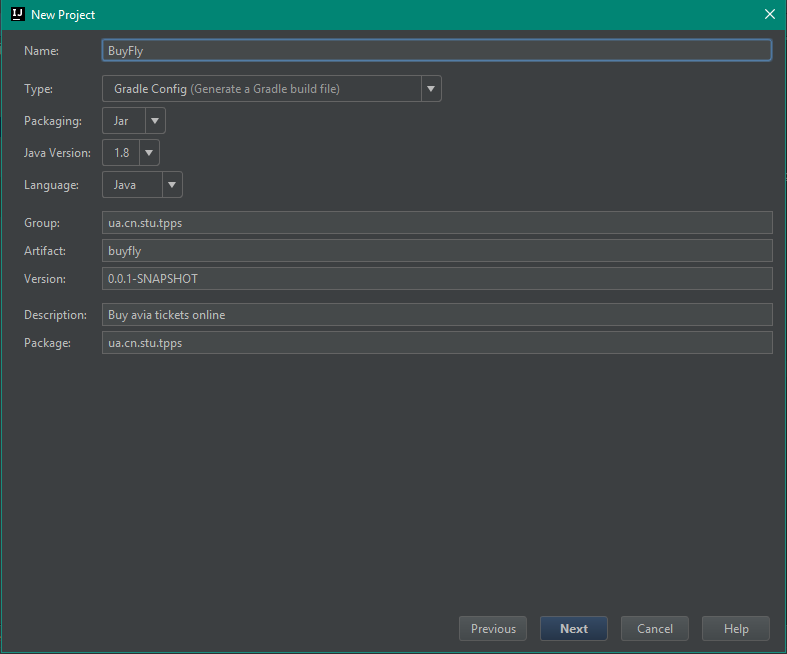 IJ New Project
Name: BuyFly
Type: Gradle Config (Generate a Gradle build file)
Packaging: Jar
Java Version: 1.8
Language: Java
Group: ua.cn.stu.tpps
Artifact: buyfly
Version: 0.0.1-SNAPSHOT
Description: Buy avia tickets online
Package: ua.cn.stu.tpps
Previous Next Cancel Help